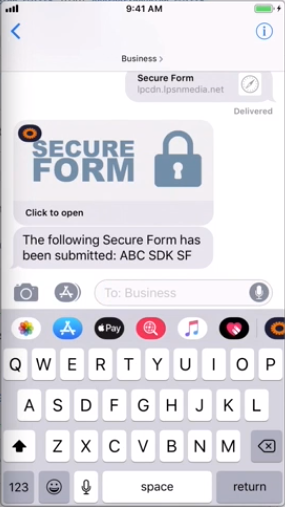 9:41 AM
Business >
Secure Form
lpcdn.lpsnmedia.net
Delivered
SECURE
FORM
Click to open
The following Secure Form has
been submitted: ABC SDK SF
To: Business
Pay
Q W E R T Y U I O P
A S D F G H J K L
Z X C V B N M
123 space return